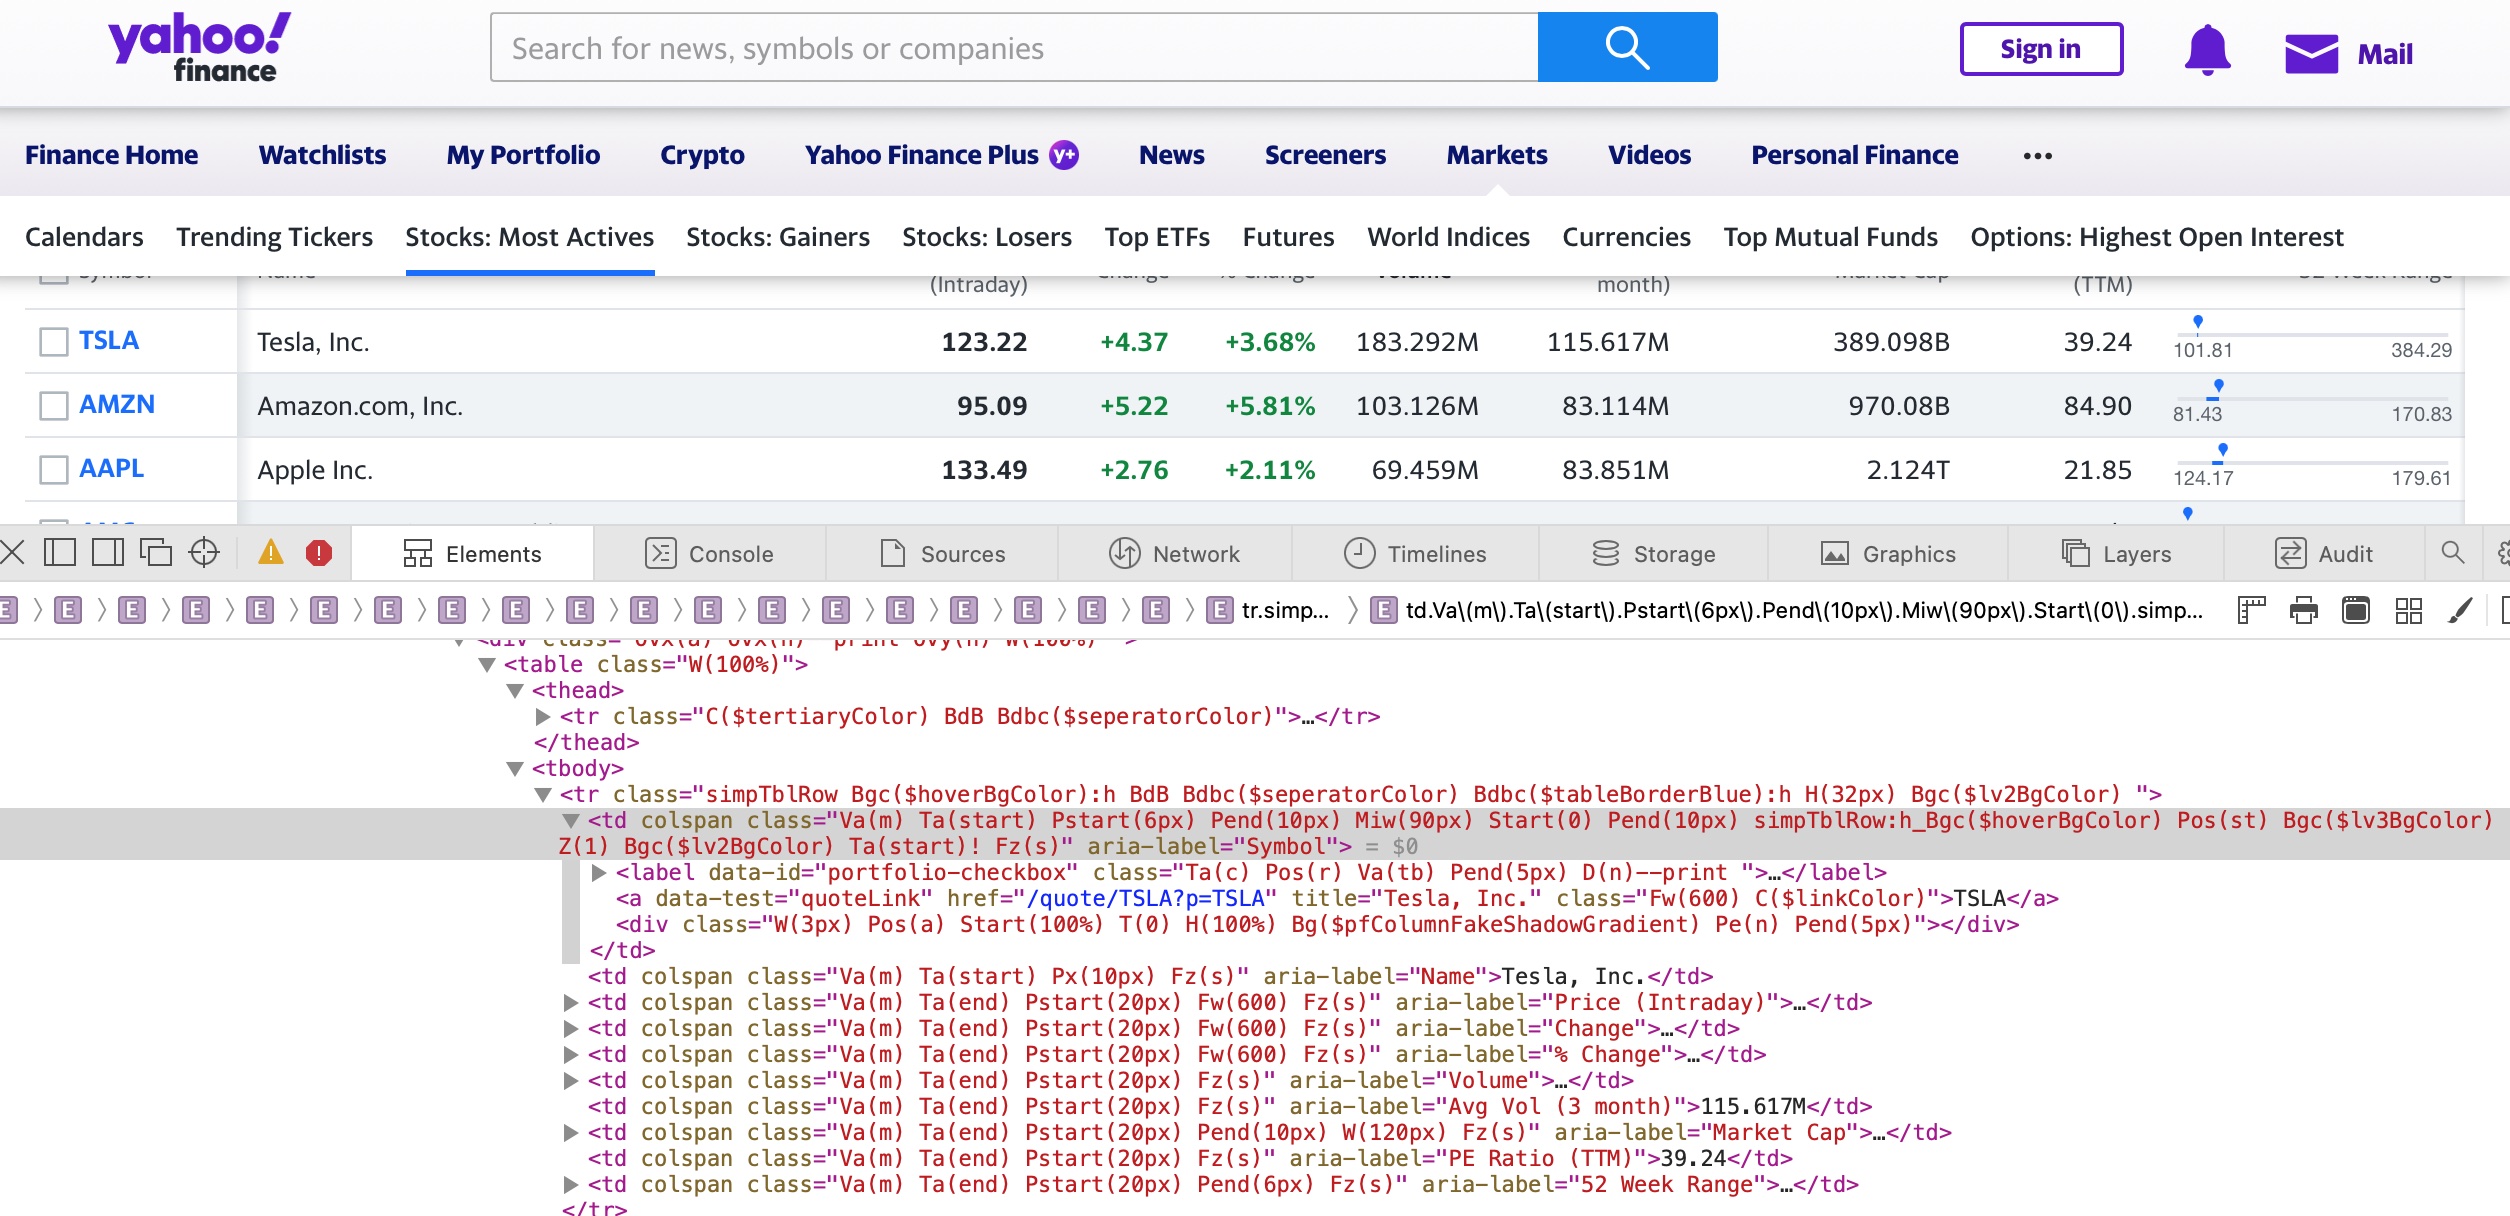 yahoo!
finance
Search for news, symbols or companies
Sign in
Mail
Finance Home Watchlists My Portfolio Crypto Yahoo Finance Plus y+ News Screeners Markets Videos Personal Finance ...
Calendars Trending Tickers Stocks: Most Actives Stocks: Gainers Stocks: Losers Top ETFs Futures World Indices Currencies Top Mutual Funds Options: Highest Open Interest
(Intraday) month) (TTM)
TSLA Tesla, Inc. 123.22 +4.37 +3.68% 183.292M 115.617M 389.098B 39.24 101.81 384.29
AMZN Amazon.com, Inc. 95.09 +5.22 +5.81% 103.126M 83.114M 970.08B 84.90 81.43 170.83
AAPL Apple Inc. 133.49 +2.76 +2.11% 69.459M 83.851M 2.124T 21.85 124.17 179.61
Elements Console Sources Network Timelines Storage Graphics Layers Audit
E E E E E E E E E E E E E E E E E E E E tr.simp... E td.Va\(m\).Ta\(start\).Pstart\(6px\).Pend\(10px\).Miw\(90px\).Start\(0\).simp...
<table class="W(100%)">
<thead>
<tr class="C($tertiaryColor) BdB Bdbc($seperatorColor)">…</tr>
</thead>
<tbody>
<tr class="simpTblRow Bgc($hoverBgColor):h BdB Bdbc($seperatorColor) Bdbc($tableBorderBlue):h H(32px) Bgc($lv2BgColor) ">
<td colspan class="Va(m) Ta(start) Pstart(6px) Pend(10px) Miw(90px) Start(0) Pend(10px) simpTblRow:h_Bgc($hoverBgColor) Pos(st) Bgc($lv3BgColor)
Z(1) Bgc($lv2BgColor) Ta(start)! Fz(s)" aria-label="Symbol"> = $0
<label data-id="portfolio-checkbox" class="Ta(c) Pos(r) Va(tb) Pend(5px) D(n)--print ">…</label>
<a data-test="quoteLink" href="/quote/TSLA?p=TSLA" title="Tesla, Inc." class="Fw(600) C($linkColor)">TSLA</a>
<div class="W(3px) Pos(a) Start(100%) T(0) H(100%) Bg($pfColumnFakeShadowGradient) Pe(n) Pend(5px)"></div>
</td>
<td colspan class="Va(m) Ta(start) Px(10px) Fz(s)" aria-label="Name">Tesla, Inc.</td>
<td colspan class="Va(m) Ta(end) Pstart(20px) Fw(600) Fz(s)" aria-label="Price (Intraday)">…</td>
<td colspan class="Va(m) Ta(end) Pstart(20px) Fw(600) Fz(s)" aria-label="Change">…</td>
<td colspan class="Va(m) Ta(end) Pstart(20px) Fw(600) Fz(s)" aria-label="% Change">…</td>
<td colspan class="Va(m) Ta(end) Pstart(20px) Fz(s)" aria-label="Volume">…</td>
<td colspan class="Va(m) Ta(end) Pstart(20px) Fz(s)" aria-label="Avg Vol (3 month)">115.617M</td>
<td colspan class="Va(m) Ta(end) Pstart(20px) Pend(10px) W(120px) Fz(s)" aria-label="Market Cap">…</td>
<td colspan class="Va(m) Ta(end) Pstart(20px) Fz(s)" aria-label="PE Ratio (TTM)">39.24</td>
<td colspan class="Va(m) Ta(end) Pstart(20px) Pend(6px) Fz(s)" aria-label="52 Week Range">…</td>
</tr>